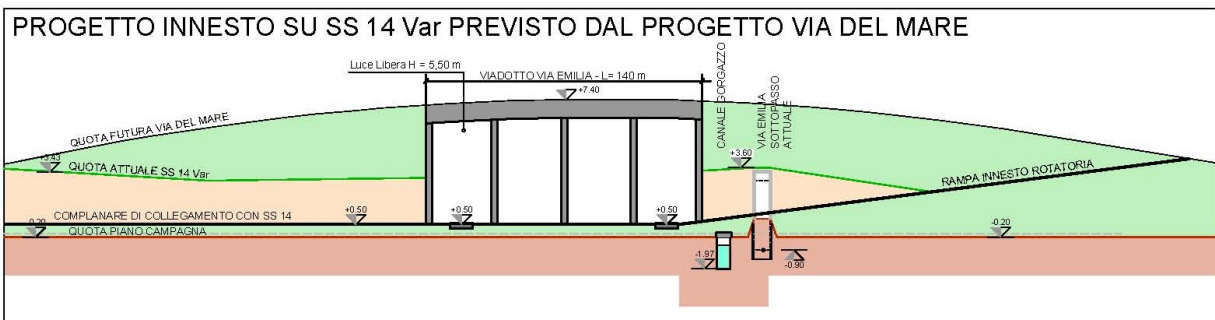 PROGETTO INNESTO SU SS 14 Var PREVISTO DAL PROGETTO VIA DEL MARE
Luce Libera H = 5,50 m
VIADOTTO VIA EMILIA - L= 140 m
+7.40
CANALE GORGAZZO
VIA EMILIA
SOTTOPASSO
ATTUALE
QUOTA FUTURA VIA DEL MARE
+3.43
QUOTA ATTUALE SS 14 Var
+3.60
RAMPA INNESTO ROTATORIA
COMPLANARE DI COLLEGAMENTO CON SS 14
+0.50
+0.50
+0.50
-0.20
QUOTA PIANO CAMPAGNA
-0.20
-1.97
-0.90